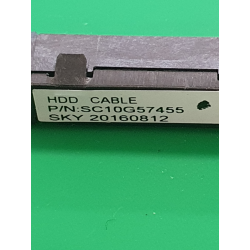 HDD CABLE
P/N:SC10G57455
SKY 20160812